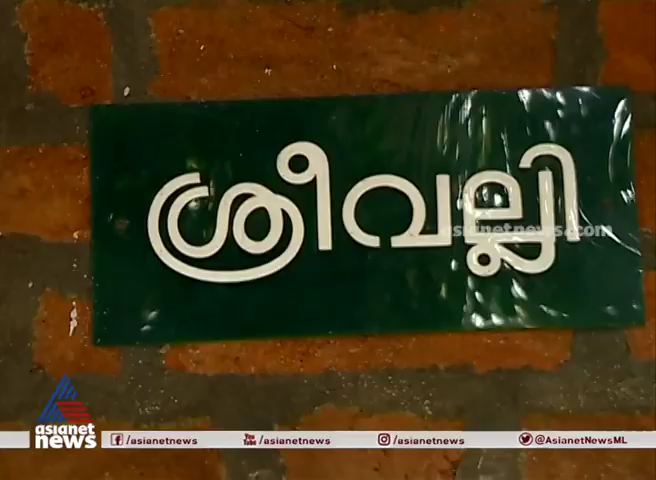 ശ്രീവല്ലി
asianetnews.com
asianet
news
/asianetnews /asianetnews /asianetnews @AsianetNewsML